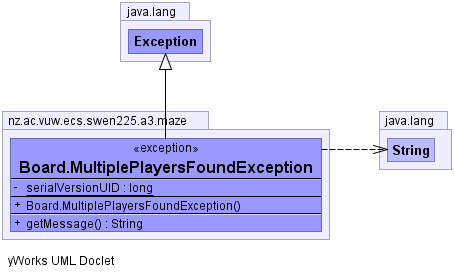 java.lang
Exception
nz.ac.vuw.ecs.swen225.a3.maze
«exception»
Board.MultiplePlayersFoundException
- serialVersionUID : long
+ Board.MultiplePlayersFoundException()
+ getMessage() : String
java.lang
String
yWorks UML Doclet